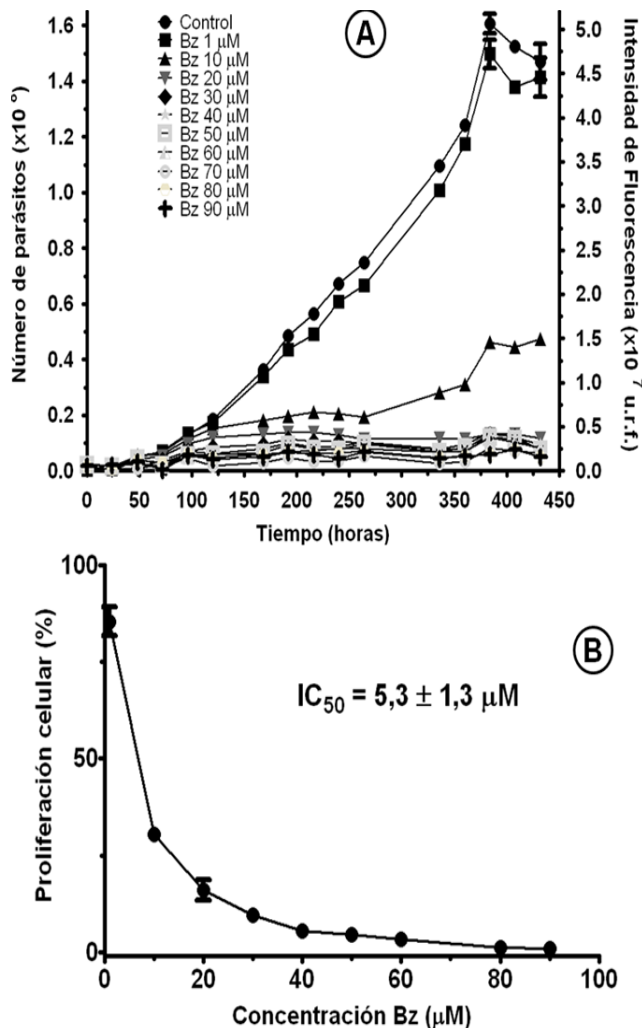 A
Control
Bz 1 µM
Bz 10 µM
Bz 20 µM
Bz 30 µM
Bz 40 µM
Bz 50 µM
Bz 60 µM
Bz 70 µM
Bz 80 µM
Bz 90 µM
Número de parásitos (x10
1.6
1.4
1.2
1.0
0.8
0.6
0.4
0.2
0.0
Intensidad de Fluorescencia (x10 ⁷ u.r.f.)
5.0
4.5
4.0
3.5
5.0
2.5
2.0
1.5
1.0
0.5
0.0
0 50 100 150 200 250 300 350 400 450
Tiempo (horas)
B
IC₅₀ = 5,3 ± 1,3 µM
Proliferación celular (%)
100
50
0
0 20 40 60 80 100
Concentración Bz (µM)